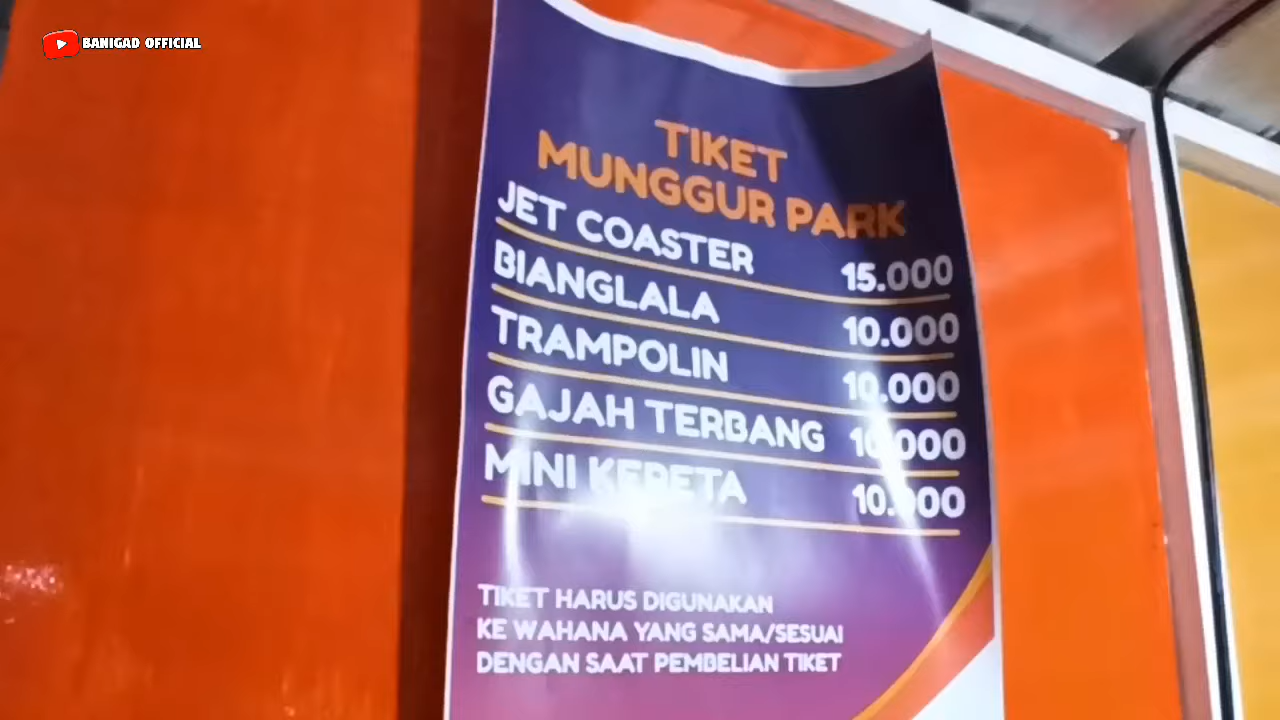 BANIGAD OFFICIAL
TIKET
MUNGGUR PARK
JET COASTER 15.000
BIANGLALA 10.000
TRAMPOLIN 10.000
GAJAH TERBANG 10.000
MINI KERETA 10.000
TIKET HARUS DIGUNAKAN
KE WAHANA YANG SAMA/SESUAI
DENGAN SAAT PEMBELIAN TIKET